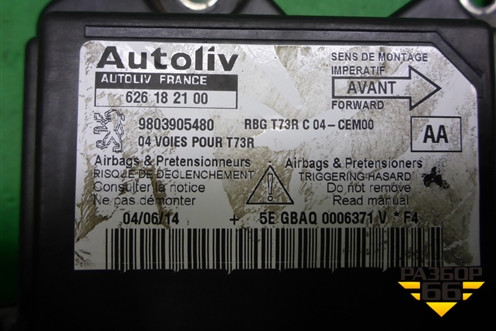 Autoliv
AUTOLIV FRANCE
626 18 21 00
SENS DE MONTAGE
IMPERATIF
AVANT
FORWARD
9803905480
RBG T73R C 04-CEM00
04 VOIES POUR T73R
AA
Airbags & Pretensionneurs
RISQUE DE DECLENCHEMENT
Consulter la notice
Ne pas démonter
Airbags & Pretensioners
TRIGGERING HASARD
Do not remove
Read manual
04/06/14 + 5E GBAQ 0006371 V * F4
РАЗБОР
66